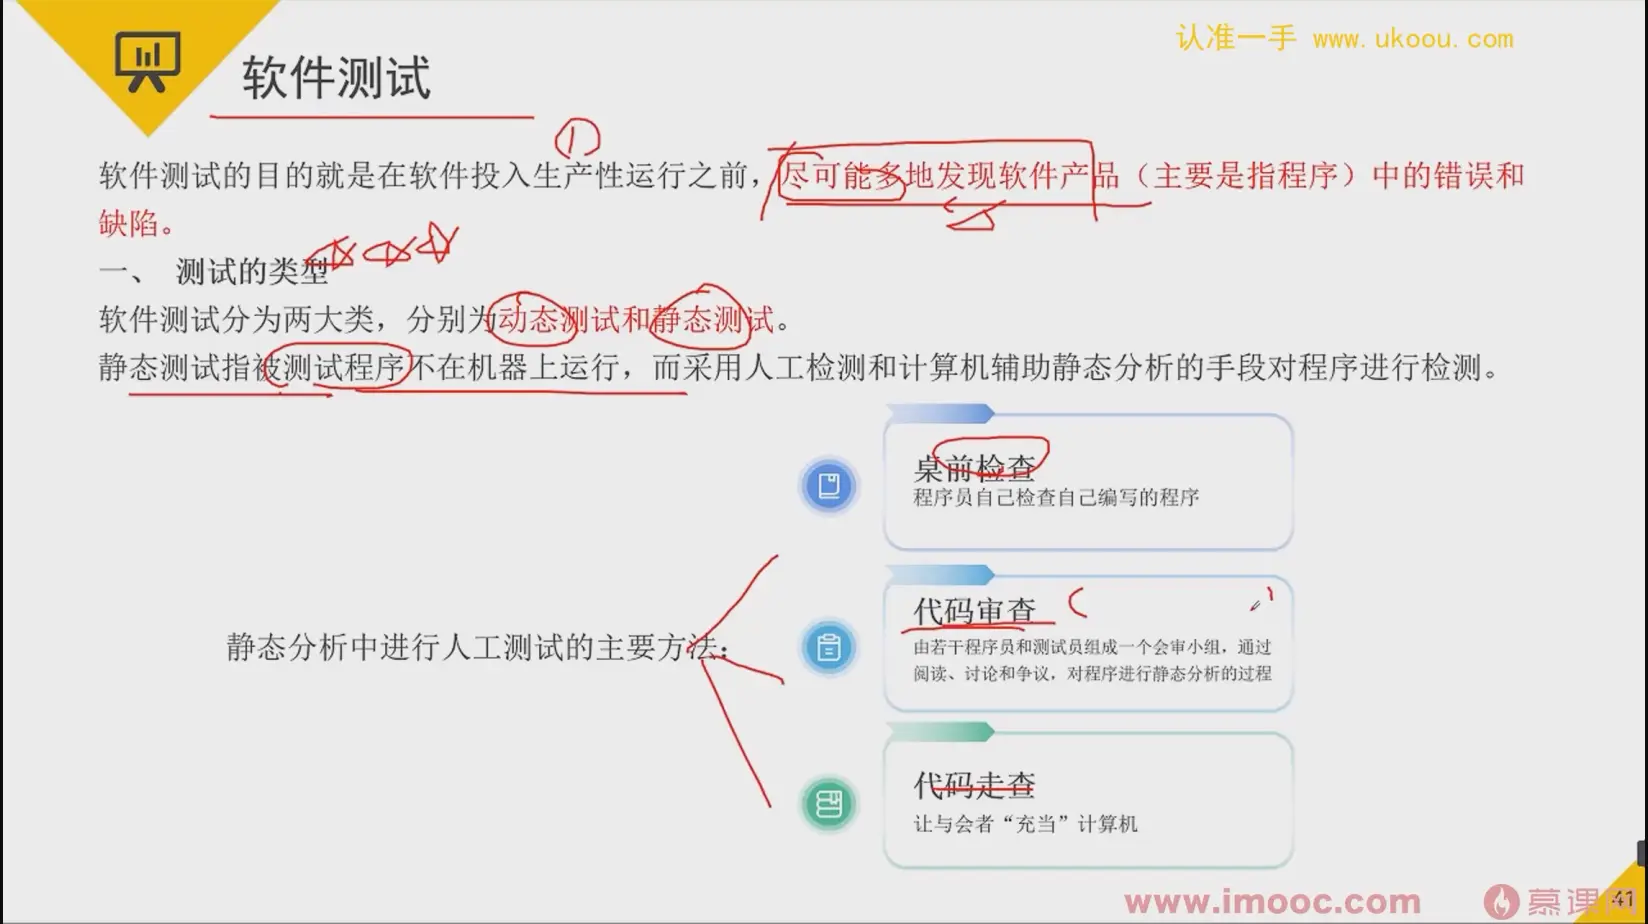 认准一手 www.ukoou.com
软件测试
①
软件测试的目的就是在软件投入生产性运行之前，尽可能多地发现软件产品（主要是指程序）中的错误和
缺陷。
一、 测试的类型
软件测试分为两大类，分别为动态测试和静态测试。
静态测试指被测试程序不在机器上运行，而采用人工检测和计算机辅助静态分析的手段对程序进行检测。
桌前检查
程序员自己检查自己编写的程序
静态分析中进行人工测试的主要方法：
代码审查
由若干程序员和测试员组成一个会审小组，通过
阅读、讨论和争议，对程序进行静态分析的过程
代码走查
让与会者“充当”计算机
www.imooc.com
慕课网
41